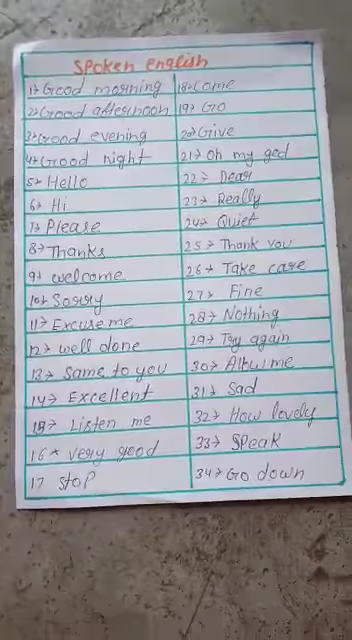 Spoken english
1→ Good morning
2→ Good afternoon
3→ Good evening
4→ Good night
5→ Hello
6→ Hi
7→ Please
8→ Thanks
9→ welcome
10→ Sorry
11→ Excuse me
12→ well done
13→ Same to you
14→ Excellent
15→ Listen me
16→ very good
17 stop
18→ Come
19→ Go
20→ Give
21→ Oh my god
22→ Dear
23→ Really
24→ Quiet
25→ Thank you
26→ Take care
27→ Fine
28→ Nothing
29→ Try again
30→ Allow me
31→ Sad
32→ How lovely
33→ Speak
34→ Go down